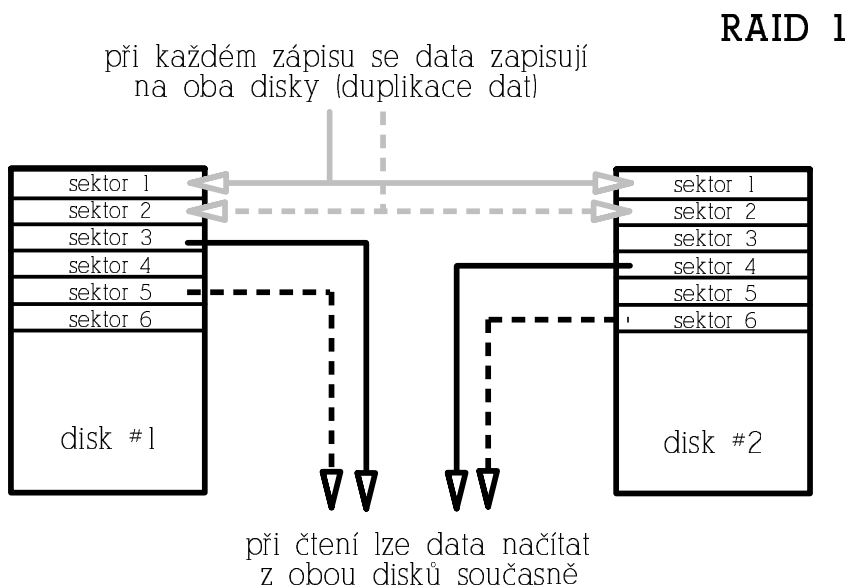 RAID 1
při každém zápisu se data zapisují
na oba disky (duplikace dat)
sektor 1
sektor 2
sektor 3
sektor 4
sektor 5
sektor 6
disk #1
sektor 1
sektor 2
sektor 3
sektor 4
sektor 5
sektor 6
disk #2
při čtení lze data načítat
z obou disků současně